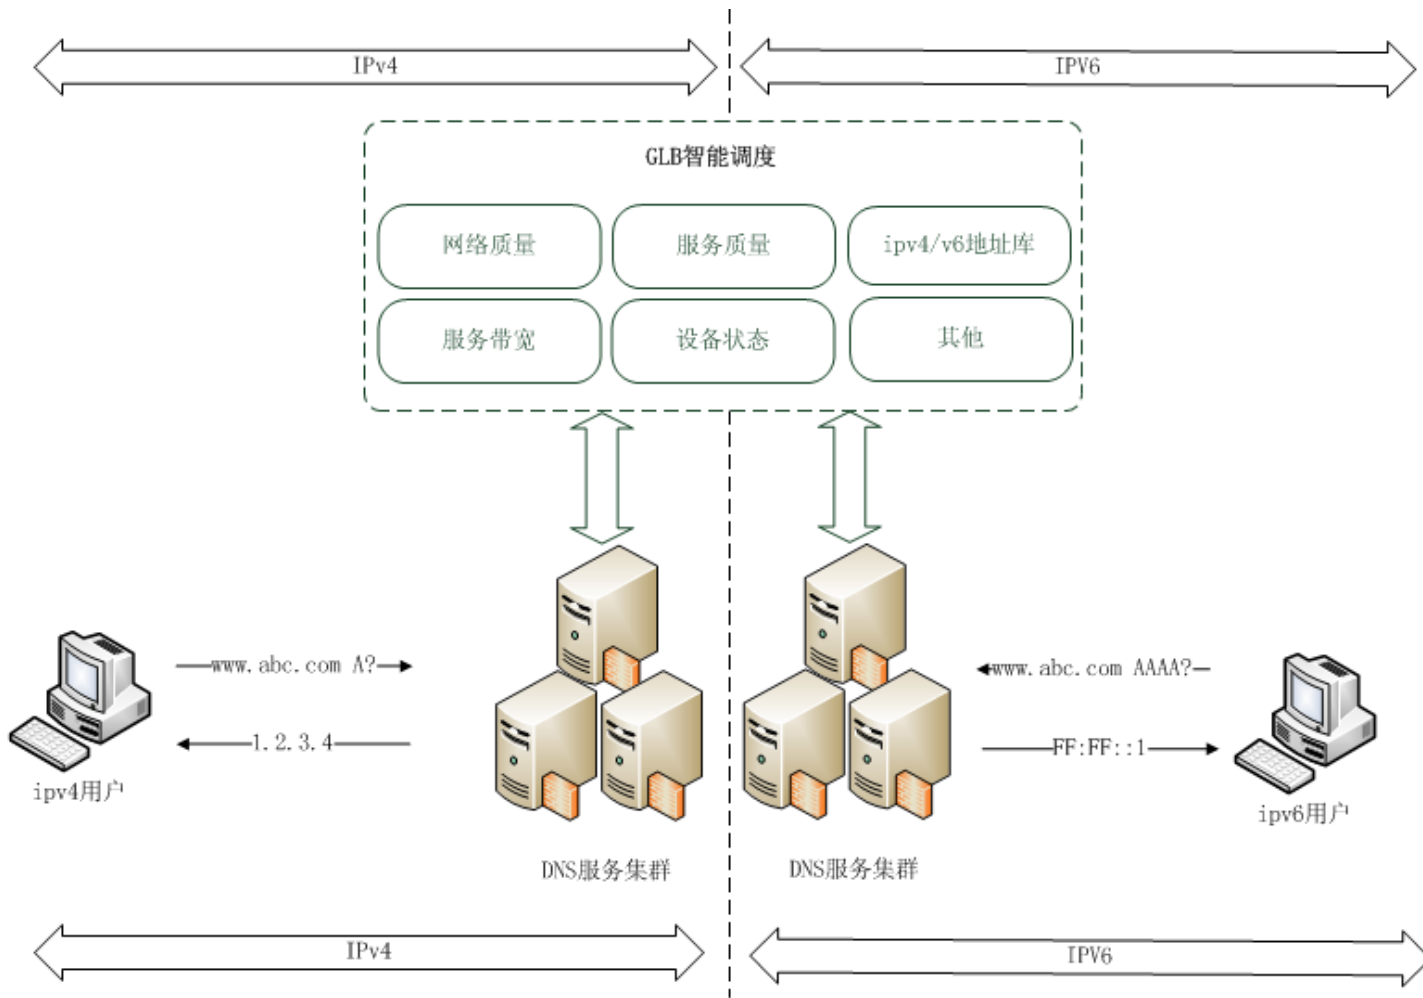 IPv4
IPV6
GLB智能调度
网络质量
服务质量
ipv4/v6地址库
服务带宽
设备状态
其他
www.abc.com A?
www.abc.com AAAA?
1.2.3.4
FF:FF::1
ipv4用户
ipv6用户
DNS服务集群
DNS服务集群
IPv4
IPV6